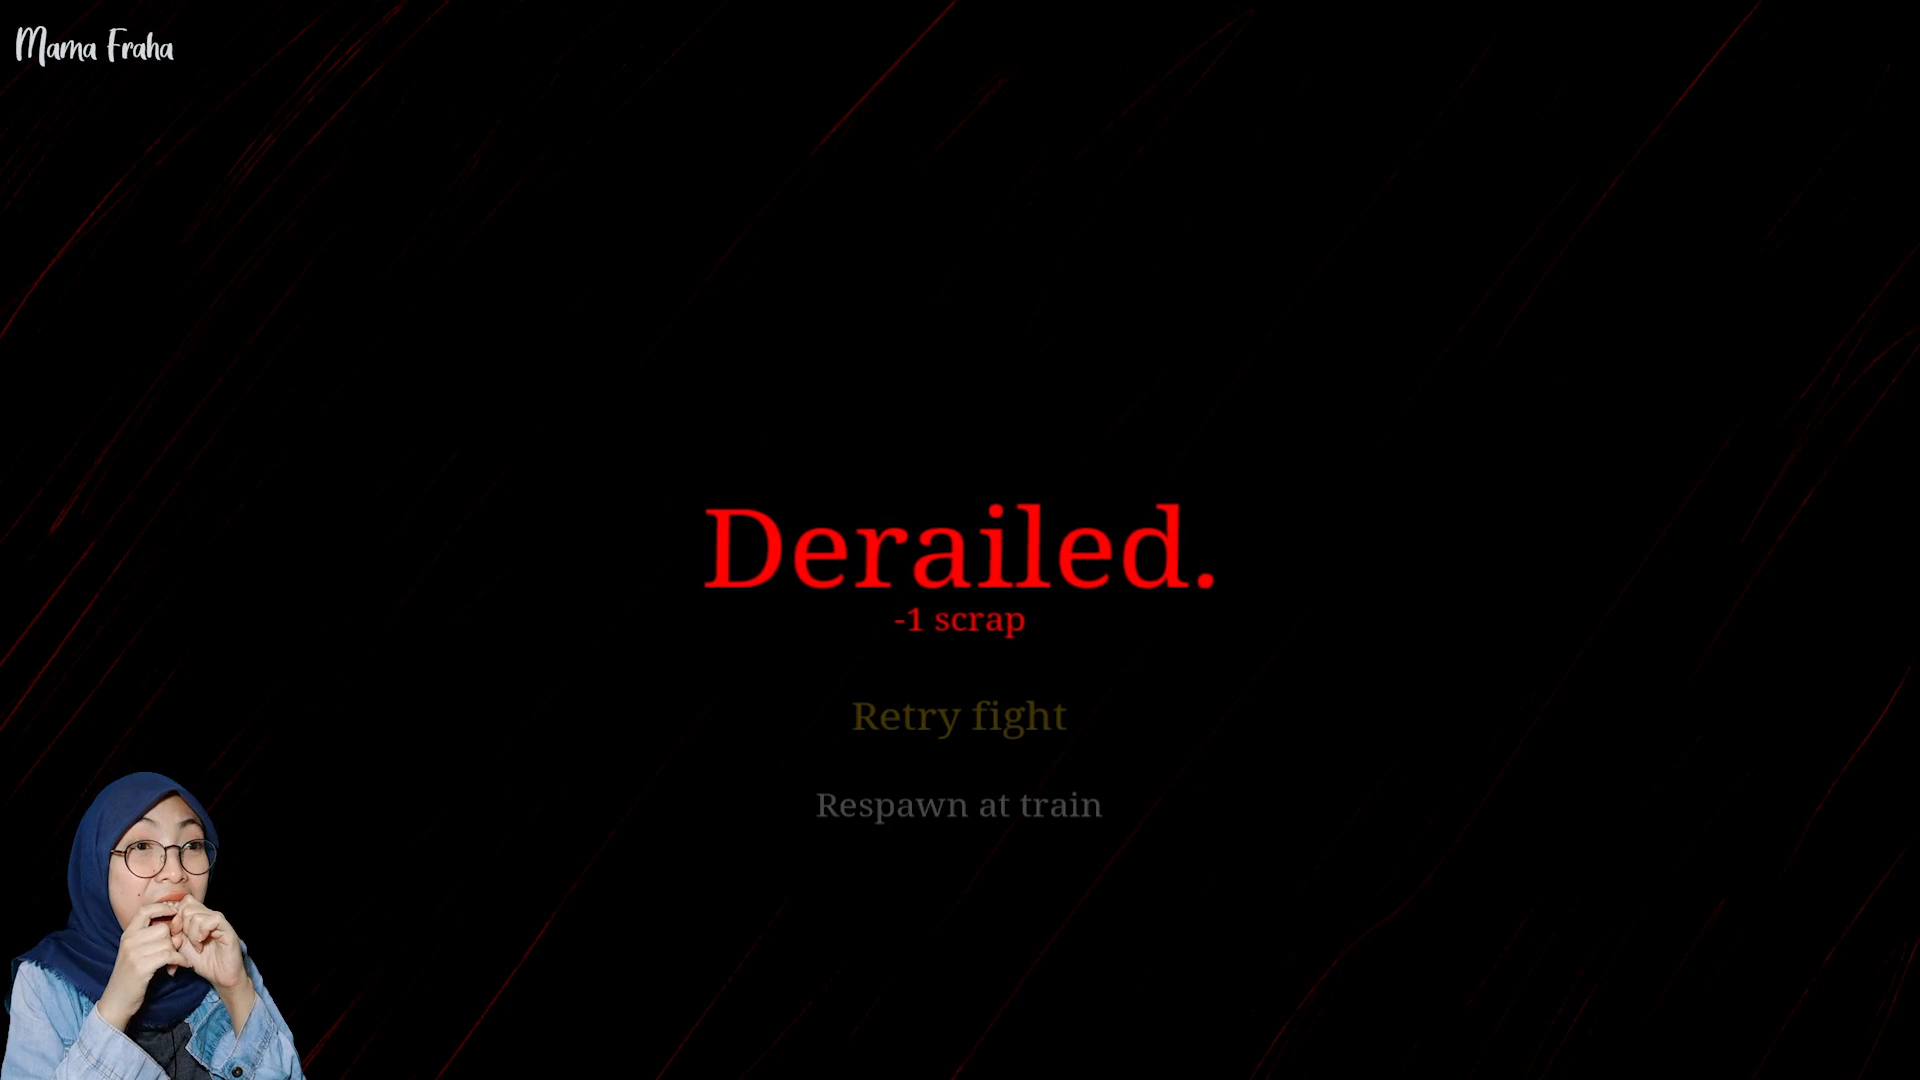 Mama Fraha
Derailed.
-1 scrap
Retry fight
Respawn at train